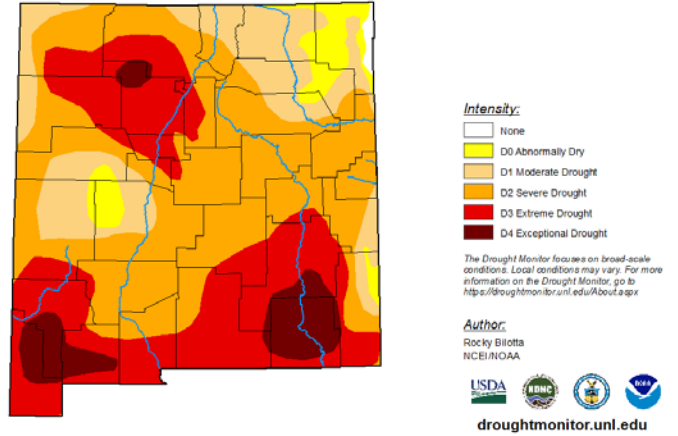 Intensity:
None
D0 Abnormally Dry
D1 Moderate Drought
D2 Severe Drought
D3 Extreme Drought
D4 Exceptional Drought
The Drought Monitor focuses on broad-scale
conditions. Local conditions may vary. For more
information on the Drought Monitor, go to
https://droughtmonitor.unl.edu/About.aspx
Author:
Rocky Bilotta
NCEI/NOAA
USDA
NDMC
NOAA
droughtmonitor.unl.edu